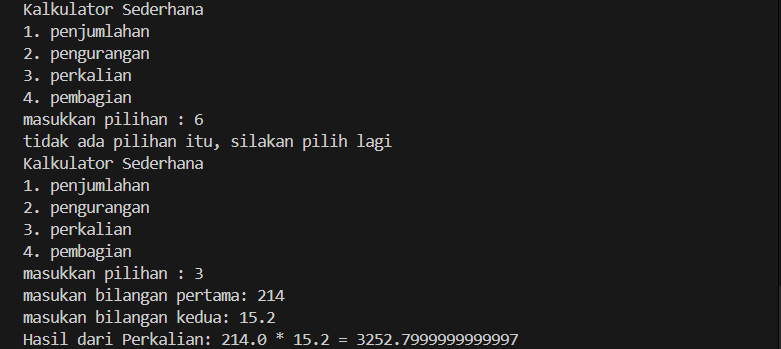 Kalkulator Sederhana
1. penjumlahan
2. pengurangan
3. perkalian
4. pembagian
masukkan pilihan : 6
tidak ada pilihan itu, silakan pilih lagi
Kalkulator Sederhana
1. penjumlahan
2. pengurangan
3. perkalian
4. pembagian
masukkan pilihan : 3
masukan bilangan pertama: 214
masukan bilangan kedua: 15.2
Hasil dari Perkalian: 214.0 * 15.2 = 3252.7999999999997